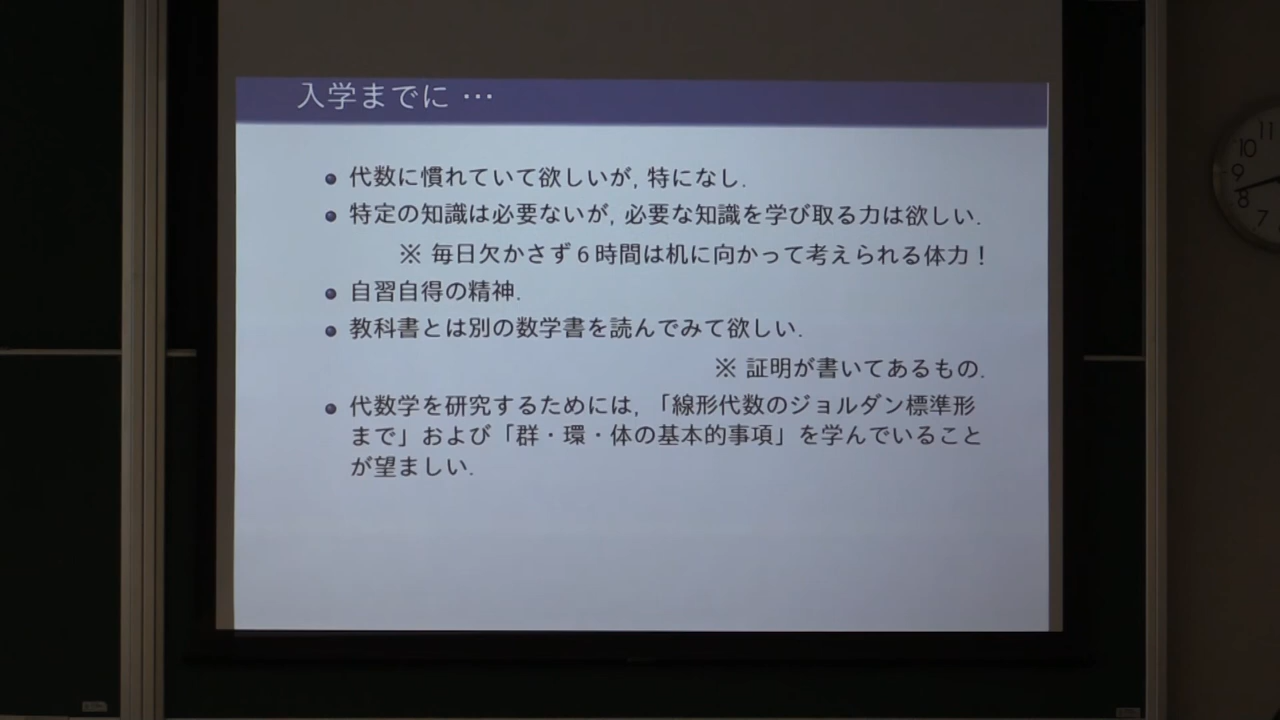 入学までに …
代数に慣れていて欲しいが, 特になし.
特定の知識は必要ないが, 必要な知識を学び取る力は欲しい.
※ 毎日欠かさず6時間は机に向かって考えられる体力！
自習自得の精神.
教科書とは別の数学書を読んでみて欲しい.
※ 証明が書いてあるもの.
代数学を研究するためには, 「線形代数のジョルダン標準形
まで」および「群・環・体の基本的事項」を学んでいること
が望ましい.
11
10
9
8
7